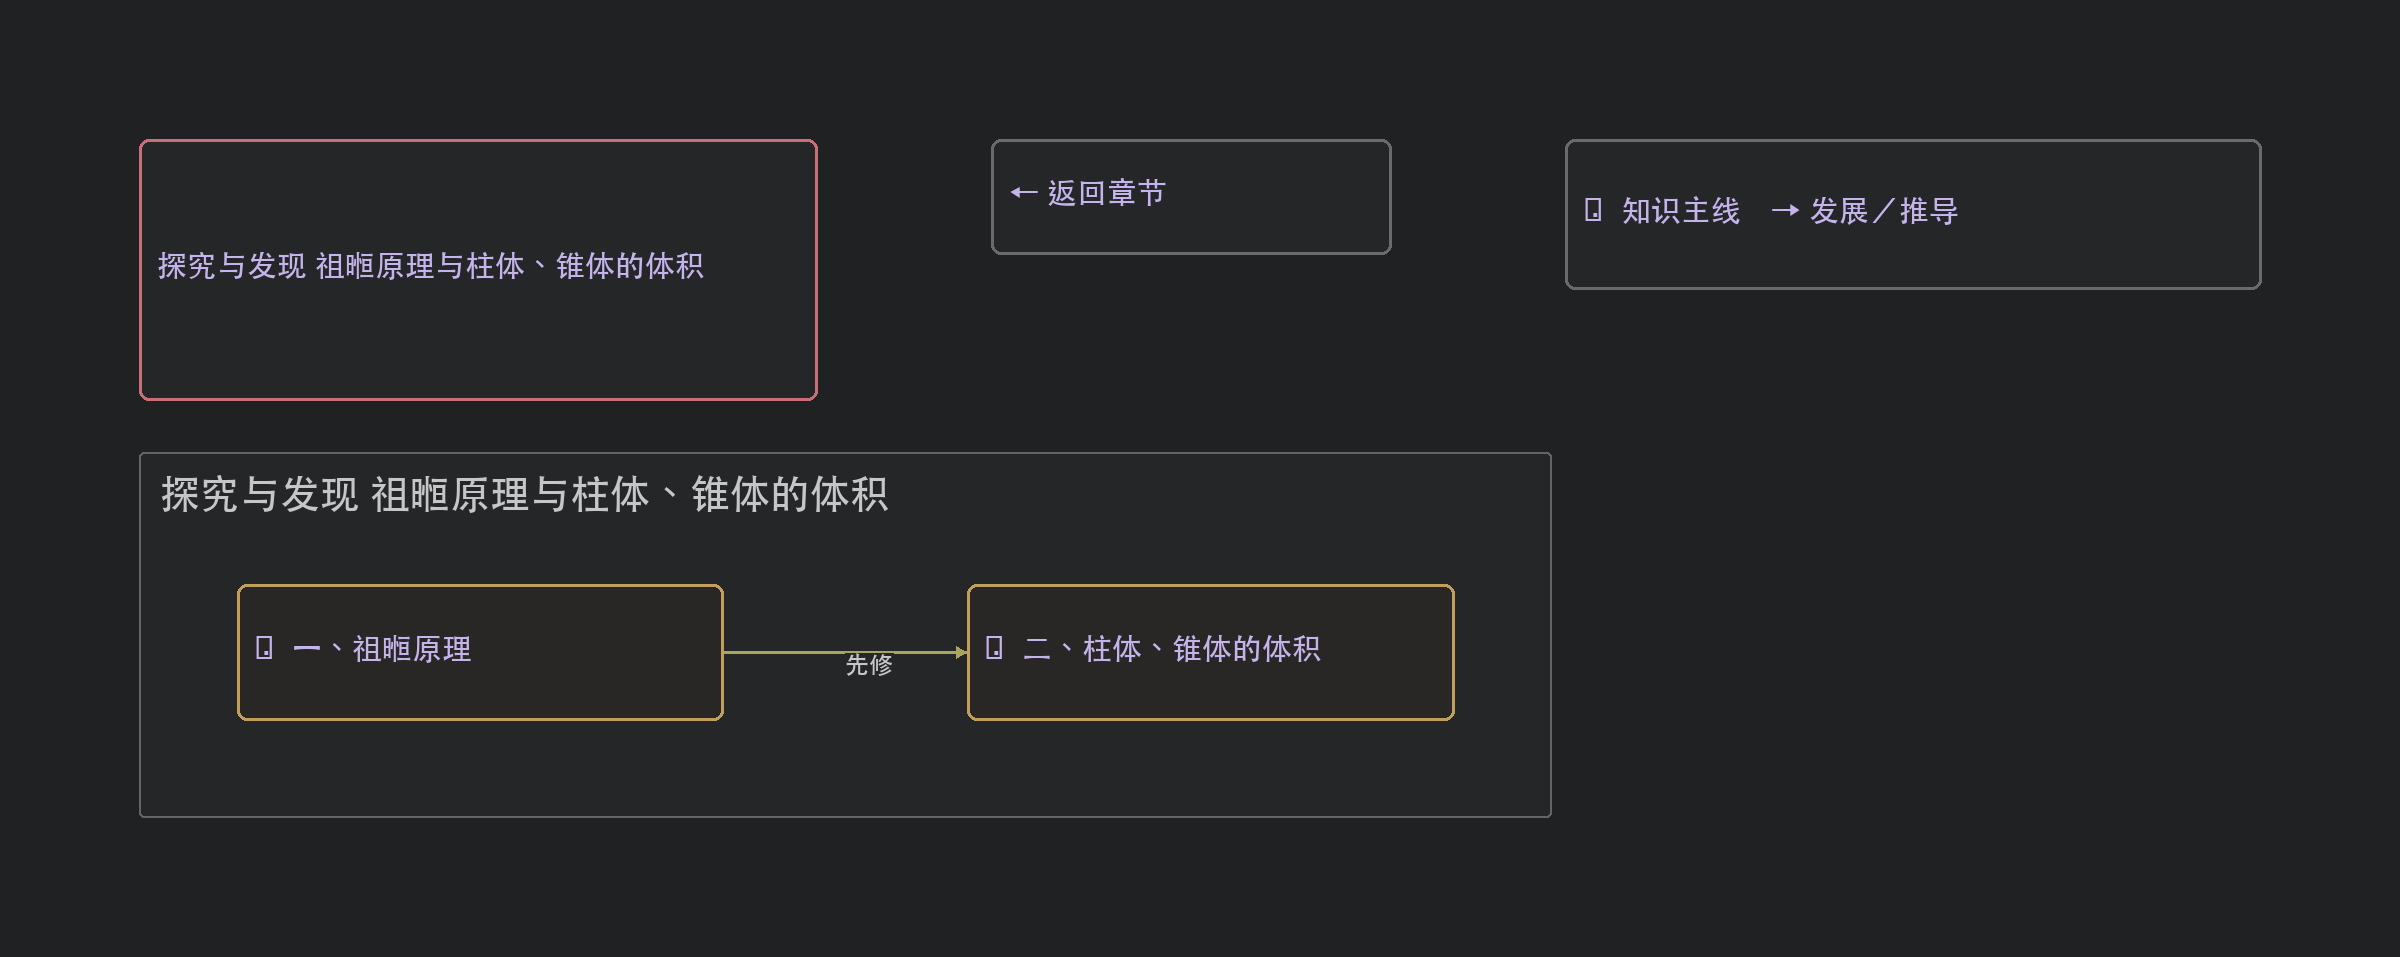 探究与发现 祖暅原理与柱体、锥体的体积
← 返回章节
知识主线 → 发展／推导
探究与发现 祖暅原理与柱体、锥体的体积
一、祖暅原理
先修
二、柱体、锥体的体积